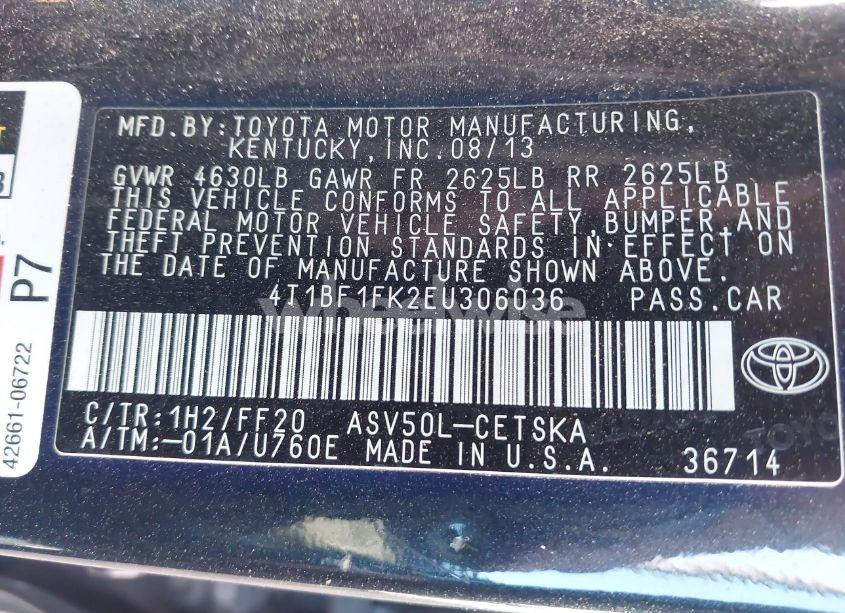 MFD.BY:TOYOTA MOTOR MANUFACTURING,
KENTUCKY,INC.08/13
GVWR 4630LB GAWR FR 2625LB RR 2625LB
THIS VEHICLE CONFORMS TO ALL APPLICABLE
FEDERAL MOTOR VEHICLE SAFETY,BUMPER,AND
THEFT PREVENTION STANDARDS IN EFFECT ON
THE DATE OF MANUFACTURE SHOWN ABOVE.
4T1BF1FK2EU306036 PASS.CAR
wheelwise
C/TR:1H2/FF20 ASV50L-CETSKA
A/TM:-01A/U760E MADE IN U.S.A. 36714
P7
42661-06722